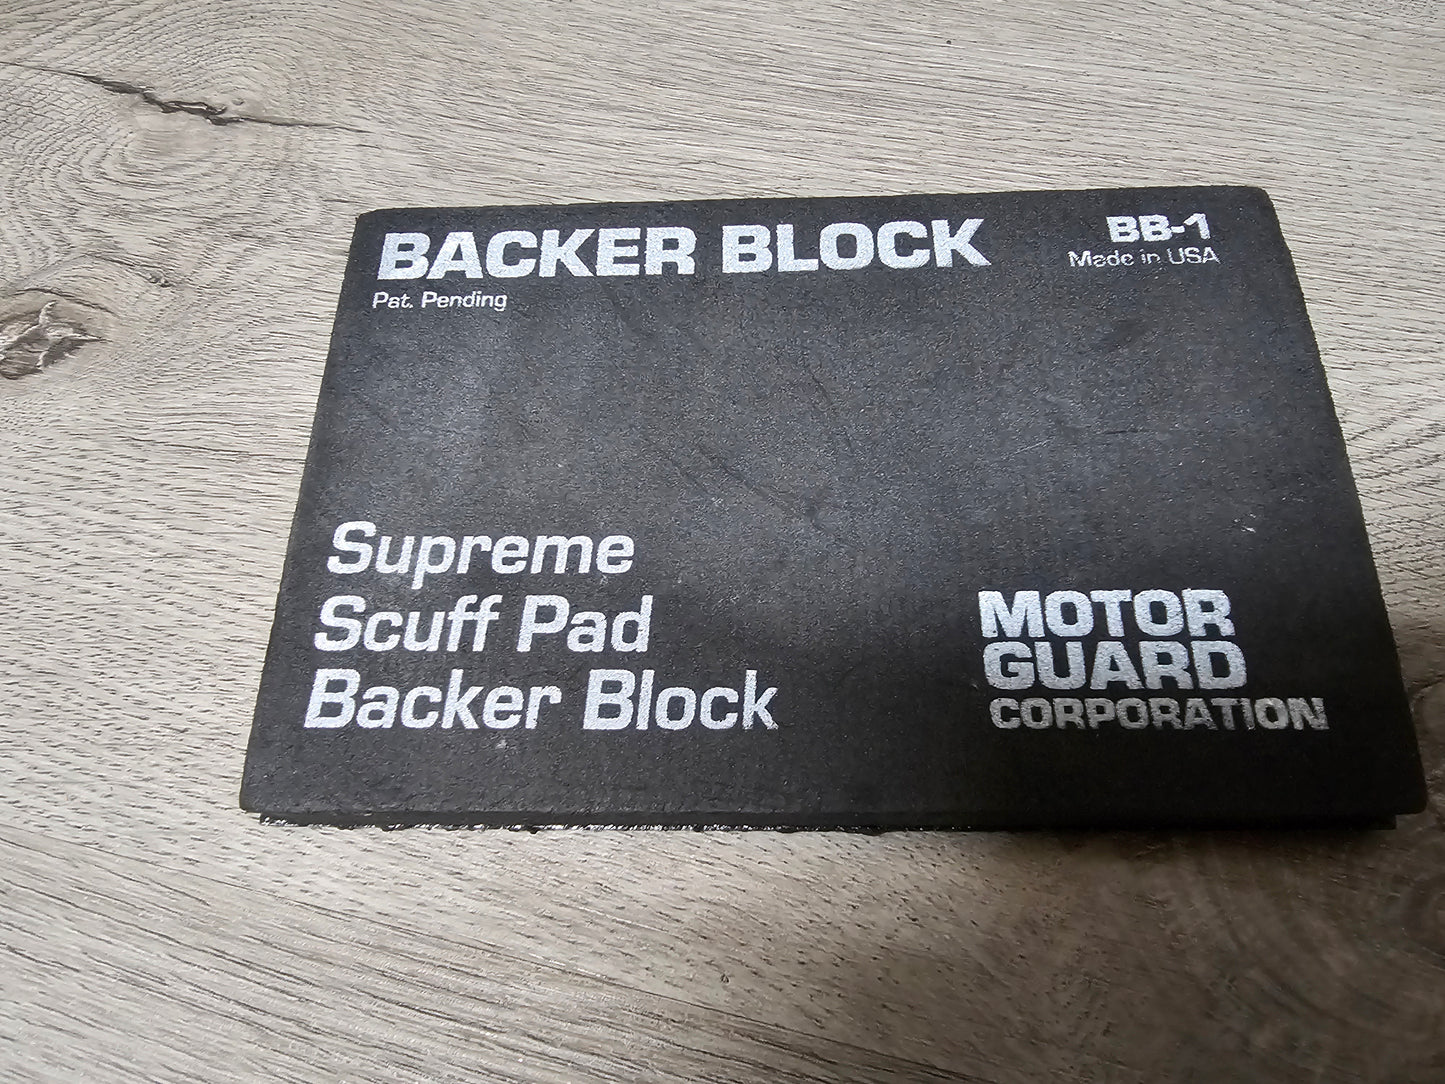 BACKER BLOCK
BB-1
Made in USA
Pat. Pending
Supreme
Scuff Pad
Backer Block
MOTOR
GUARD
CORPORATION